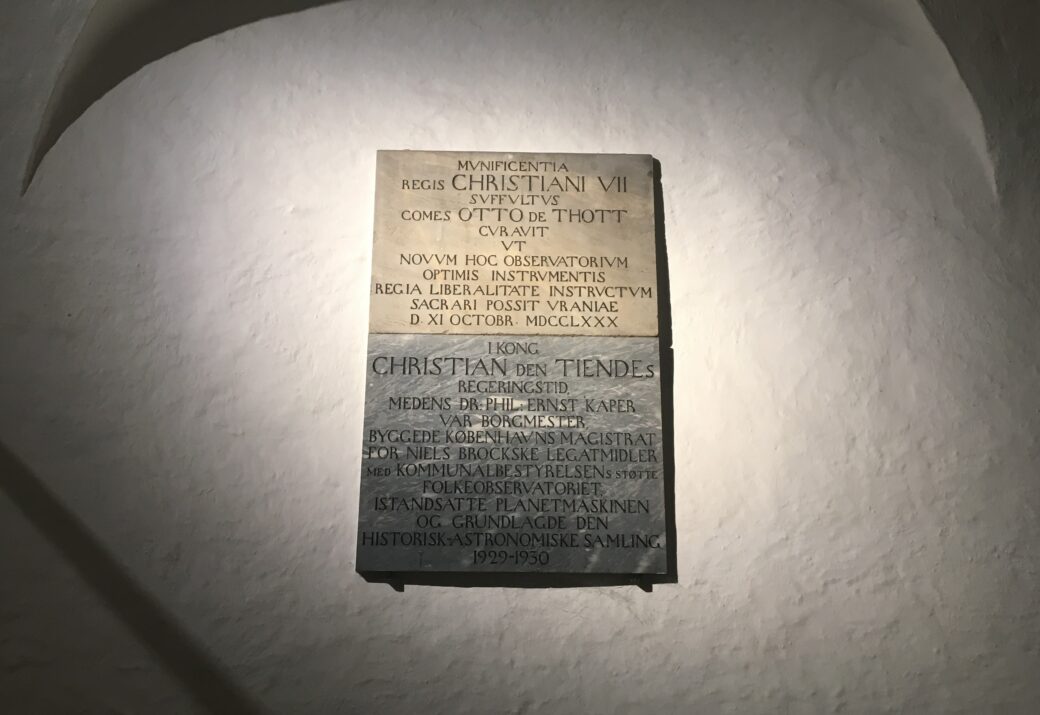 MVNIFICENTIA
REGIS CHRISTIANI VII
SVFFVLTVS
COMES OTTO DE THOTT
CVRAVIT
VT
NOVVM HOC OBSERVATORIVM
OPTIMIS INSTRVMENTIS
REGIA LIBERALITATE INSTRVCTVM
SACRARI POSSIT VRANIAE
D. XI OCTOBR. MDCCLXXX
I KONG
CHRISTIAN DEN TIENDES
REGERINGSTID,
MEDENS DR: PHIL: ERNST KAPER
VAR BORGMESTER,
BYGGEDE KØBENHAVNS MAGISTRAT
FOR NIELS BROCKSKE LEGATMIDLER
MED KOMMUNALBESTYRELSENS STØTTE
FOLKEOBSERVATORIET,
ISTANDSATTE PLANETMASKINEN
OG GRUNDLAGDE DEN
HISTORISK-ASTRONOMISKE SAMLING
1929-1930